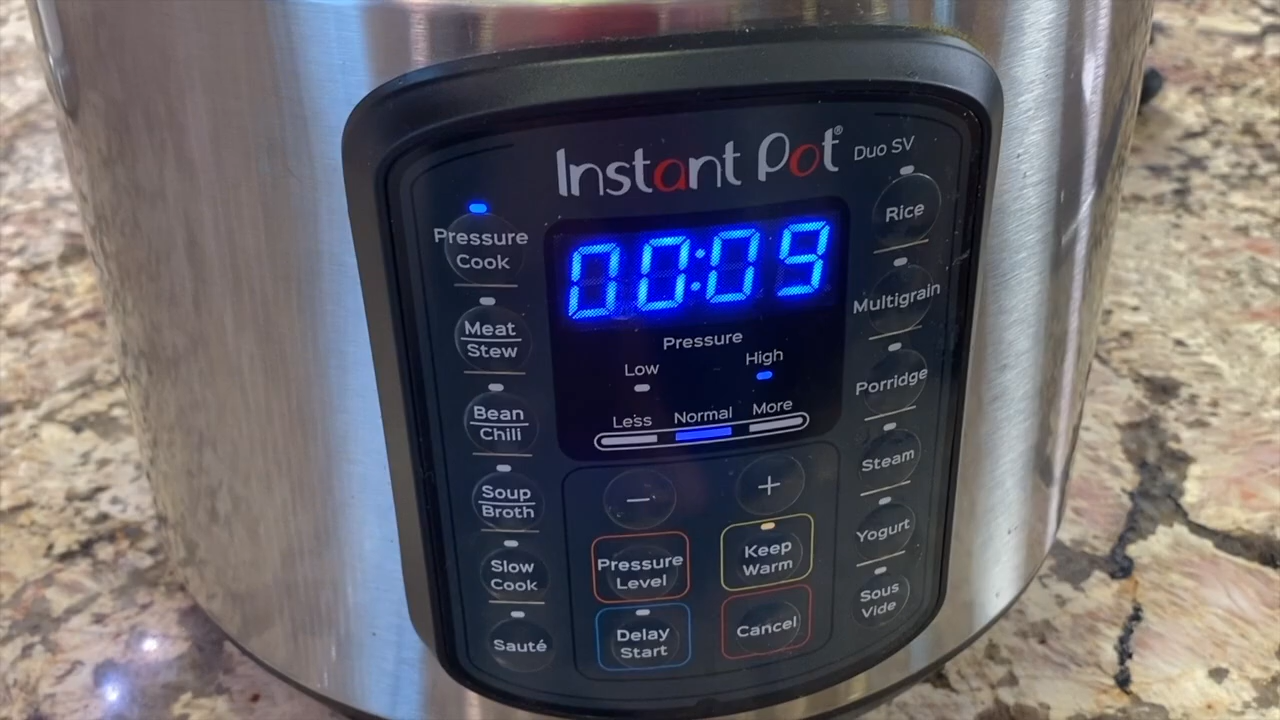 Instant Pot® Duo SV
00:09
Pressure
Low
High
Less
Normal
More
Pressure
Cook
Meat
Stew
Bean
Chili
Soup
Broth
Slow
Cook
Sauté
−
+
Pressure
Level
Keep
Warm
Delay
Start
Cancel
Rice
Multigrain
Porridge
Steam
Yogurt
Sous
Vide